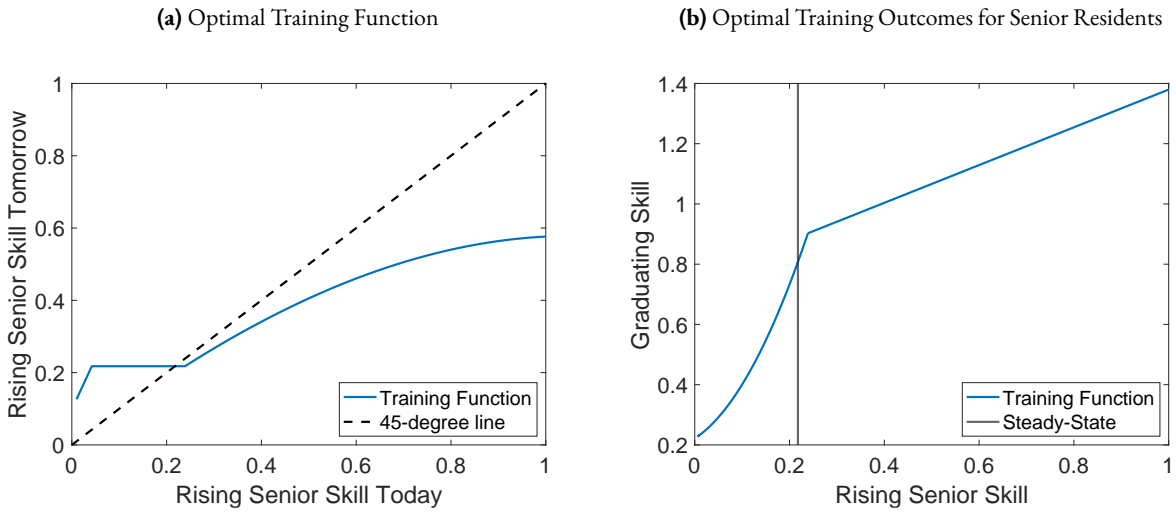 (a) Optimal Training Function
Rising Senior Skill Tomorrow
1
0.8
0.6
0.4
0.2
0
0
0.2
0.4
0.6
0.8
1
Rising Senior Skill Today
Training Function
45-degree line
(b) Optimal Training Outcomes for Senior Residents
Graduating Skill
1.4
1.2
1
0.8
0.6
0.4
0.2
0
0.2
0.4
0.6
0.8
1
Rising Senior Skill
Training Function
Steady-State